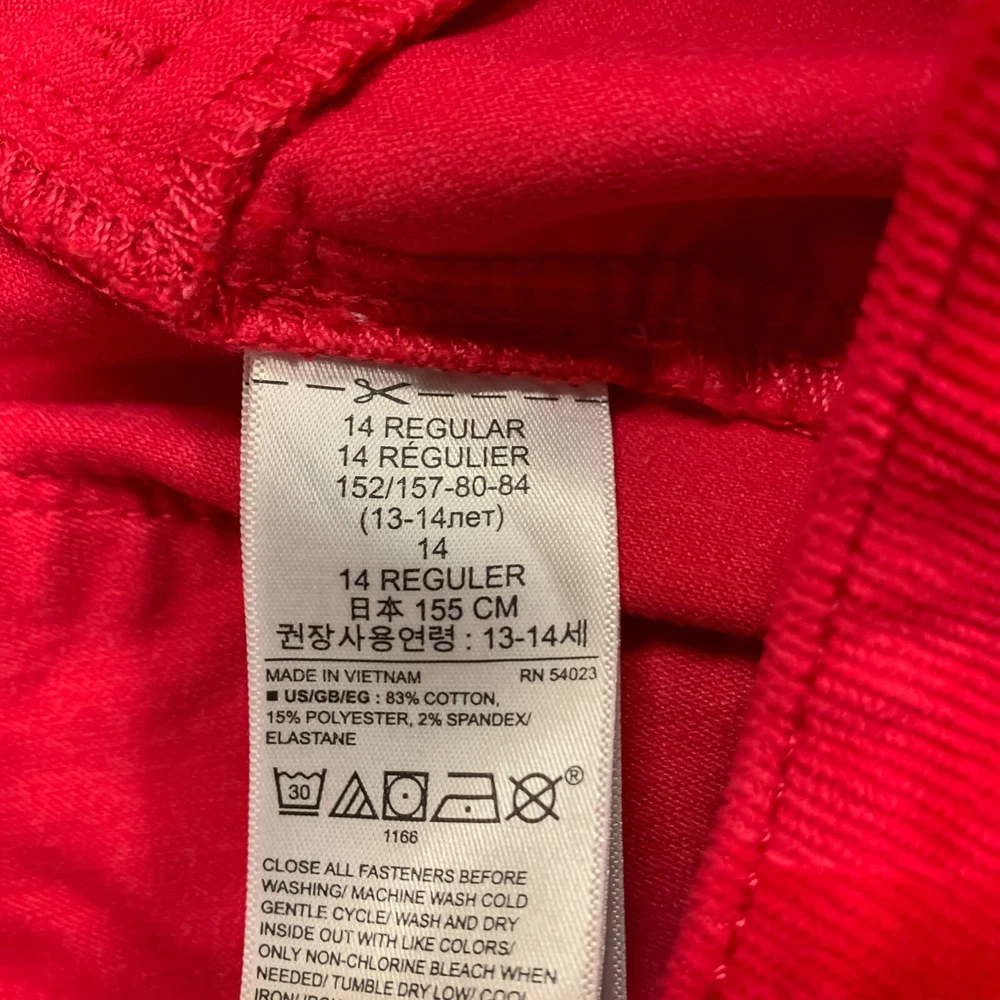 14 REGULAR
14 RÉGULIER
152/157-80-84
(13-14лет)
14
14 REGULER
日本 155 CM
권장사용연령 : 13-14세
MADE IN VIETNAM RN 54023
■ US/GB/EG : 83% COTTON,
15% POLYESTER, 2% SPANDEX/
ELASTANE
30
®
1166
CLOSE ALL FASTENERS BEFORE
WASHING/ MACHINE WASH COLD
GENTLE CYCLE/ WASH AND DRY
INSIDE OUT WITH LIKE COLORS/
ONLY NON-CHLORINE BLEACH WHEN
NEEDED/ TUMBLE DRY LOW/ COOL